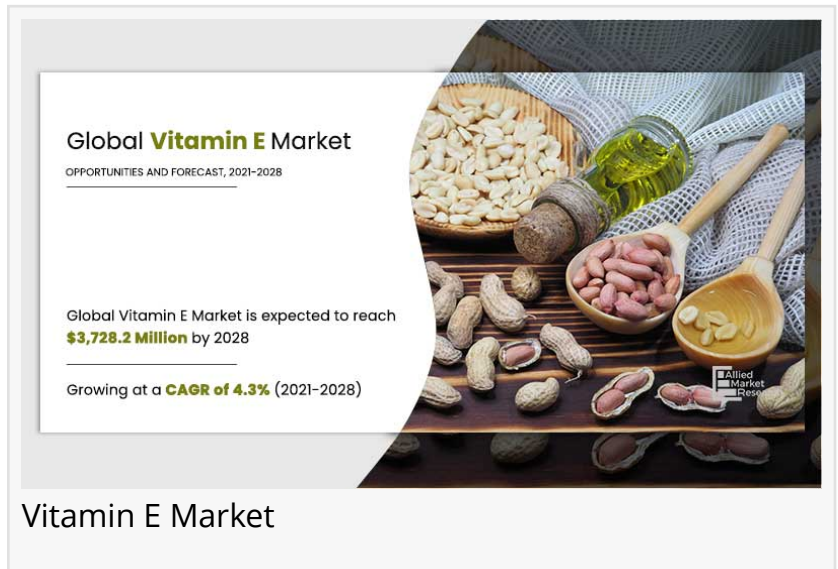 Global Vitamin E Market
OPPORTUNITIES AND FORECAST, 2021-2028
Global Vitamin E Market is expected to reach
$3,728.2 Million by 2028
Growing at a CAGR of 4.3% (2021-2028)
Allied
Market
Vitamin E Market